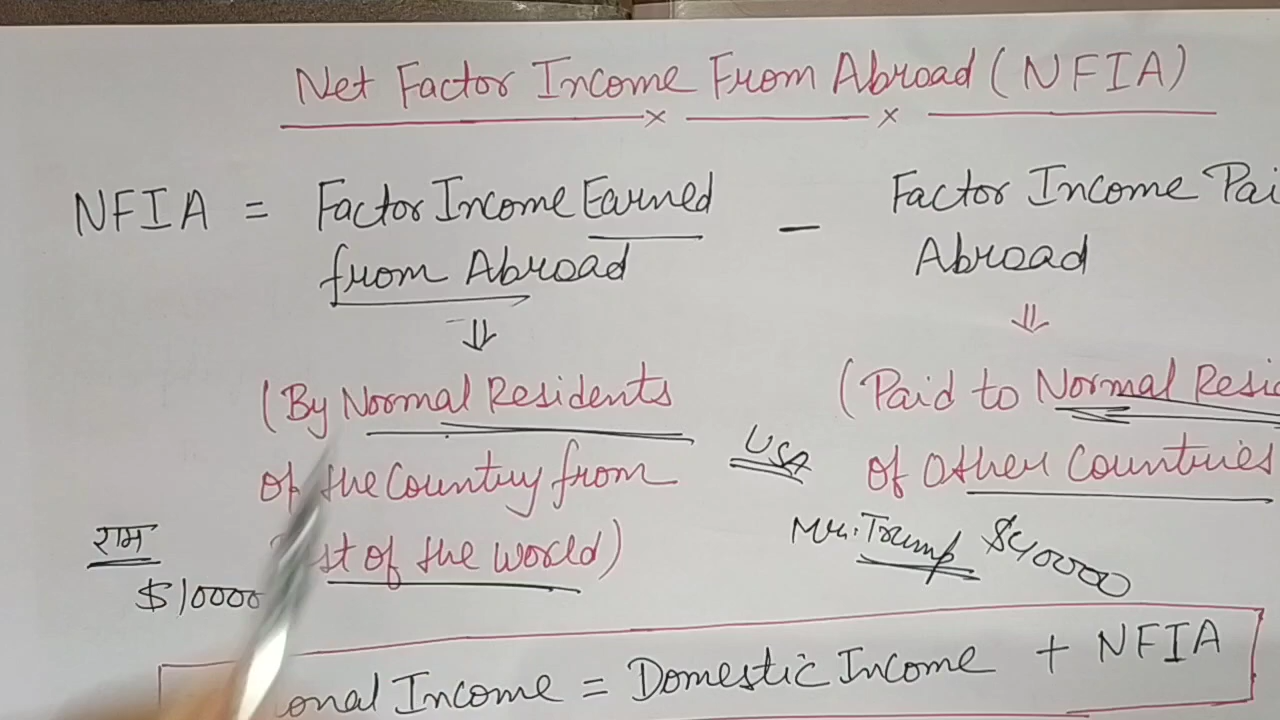 Net Factor Income From Abroad (NFIA)
NFIA = Factor Income Earned from Abroad - Factor Income Pai
Abroad
(By Normal Residents
of the Country from
st of the world)
(Paid to Normal Resi
of Other Countries
USA
राम
$10000
Mr. Trump $40000
onal Income = Domestic Income + NFIA